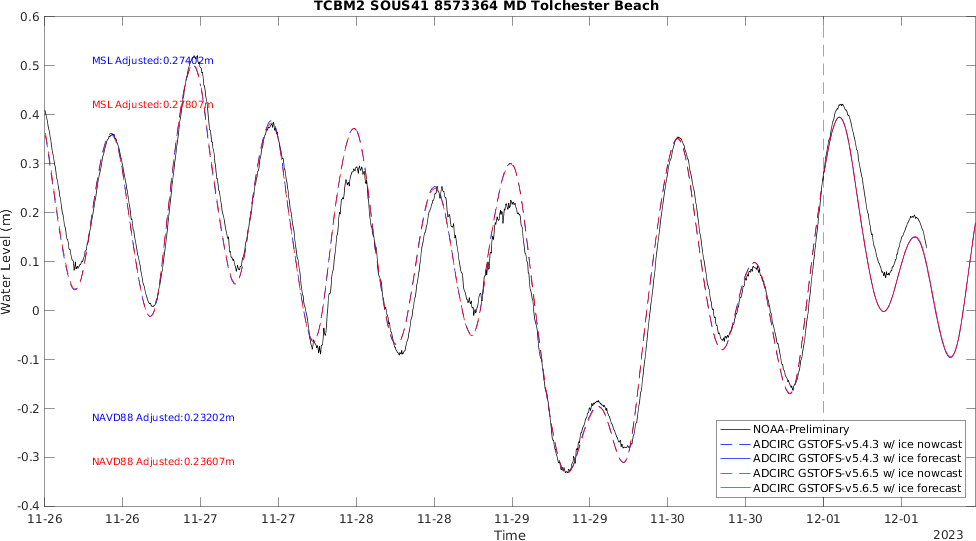 TCBM2 SOUS41 8573364 MD Tolchester Beach
0.6
0.5
0.4
0.3
0.2
0.1
0
-0.1
-0.2
-0.3
-0.4
Water Level (m)
MSL Adjusted:0.27402m
MSL Adjusted:0.27807m
NAVD88 Adjusted:0.23202m
NAVD88 Adjusted:0.23607m
NOAA-Preliminary
ADCIRC GSTOFS-v5.4.3 w/ ice nowcast
ADCIRC GSTOFS-v5.4.3 w/ ice forecast
ADCIRC GSTOFS-v5.6.5 w/ ice nowcast
ADCIRC GSTOFS-v5.6.5 w/ ice forecast
11-26 11-26 11-27 11-27 11-28 11-28 11-29 11-29 11-30 11-30 12-01 12-01
Time
2023